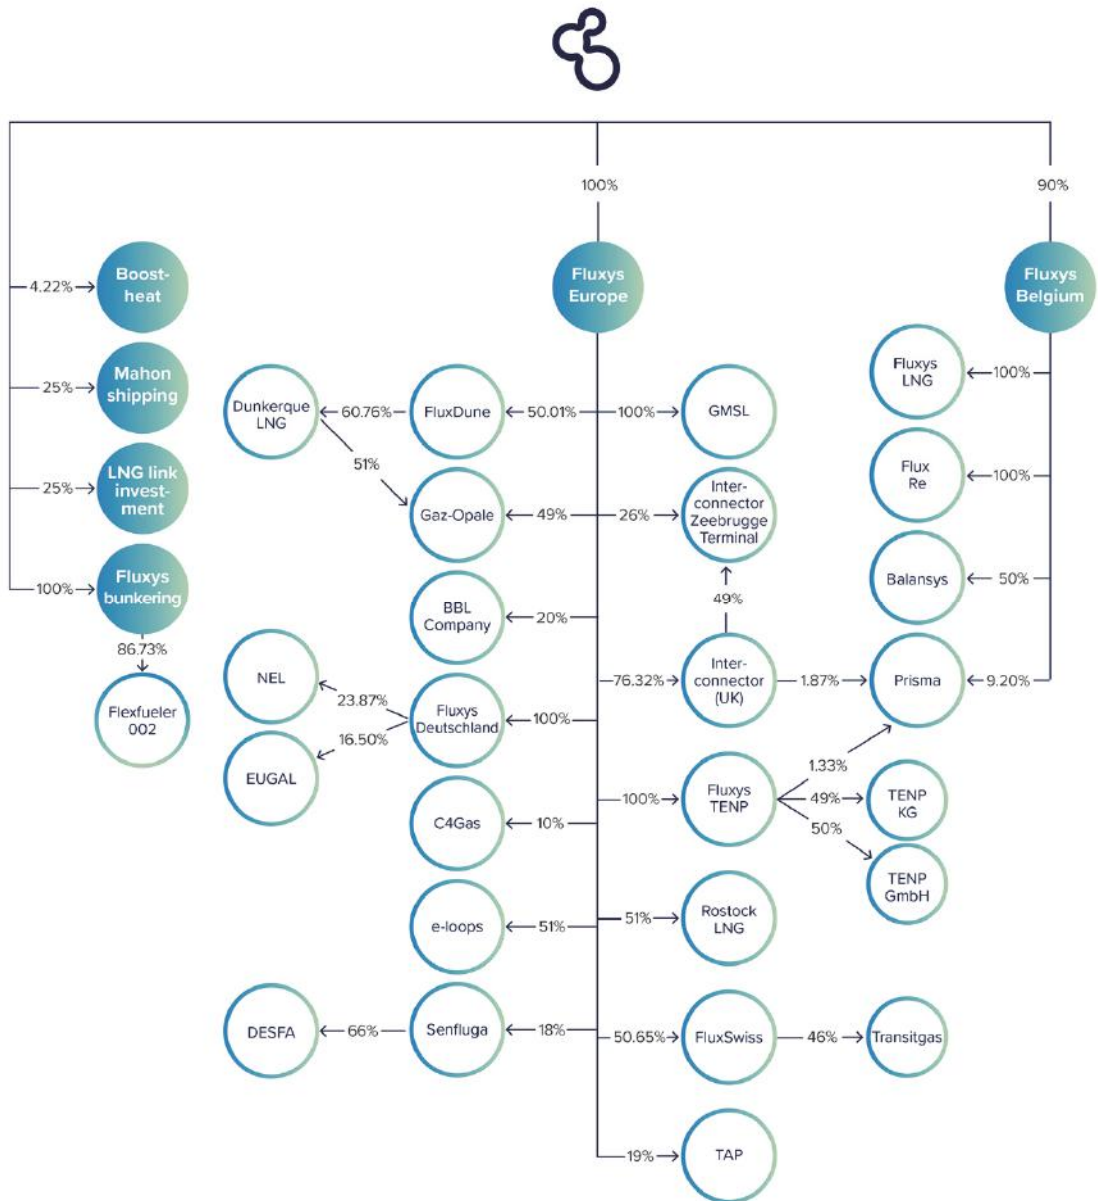 100%
90%
4.22%
Boost-
heat
Fluxys
Europe
Fluxys
Belgium
25%
Mahon
shipping
25%
LNG link
invest-
ment
100%
Fluxys
bunkering
86.73%
Flexfueler
002
Dunkerque
LNG
60.76%
FluxDune
50.01%
100%
GMSL
51%
Gaz-Opale
49%
26%
Inter-
connector
Zeebrugge
Terminal
49%
BBL
Company
20%
76.32%
Inter-
connector
(UK)
1.87%
Prisma
9.20%
Fluxys
LNG
100%
Flux
Re
100%
Balansys
50%
NEL
23.87%
16.50%
EUGAL
Fluxys
Deutschland
100%
100%
Fluxys
TENP
1.33%
49%
50%
TENP
KG
TENP
GmbH
C4Gas
10%
e-loops
51%
51%
Rostock
LNG
DESFA
66%
Senfluga
18%
50.65%
FluxSwiss
46%
Transitgas
19%
TAP